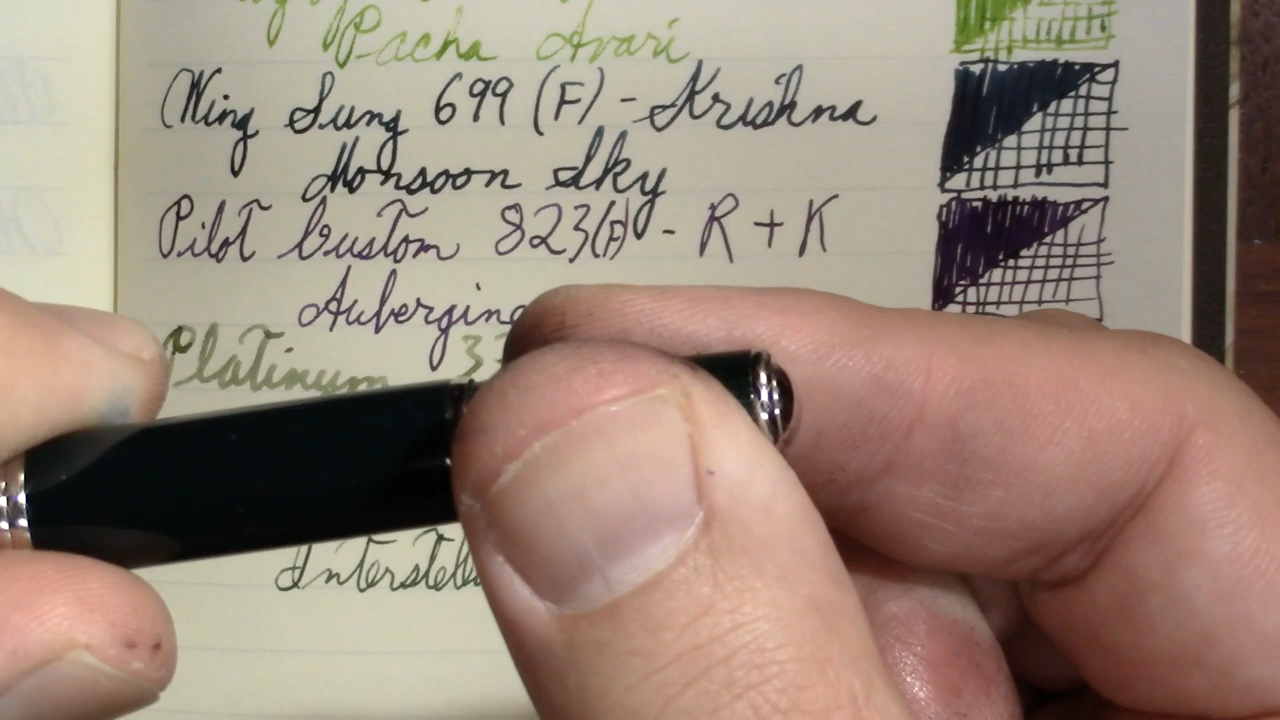 Pacha Avari
Wing Sung 699 (F) - Krishna
Monsoon Sky
Pilot Custom 823(F) - R + K
Platinum